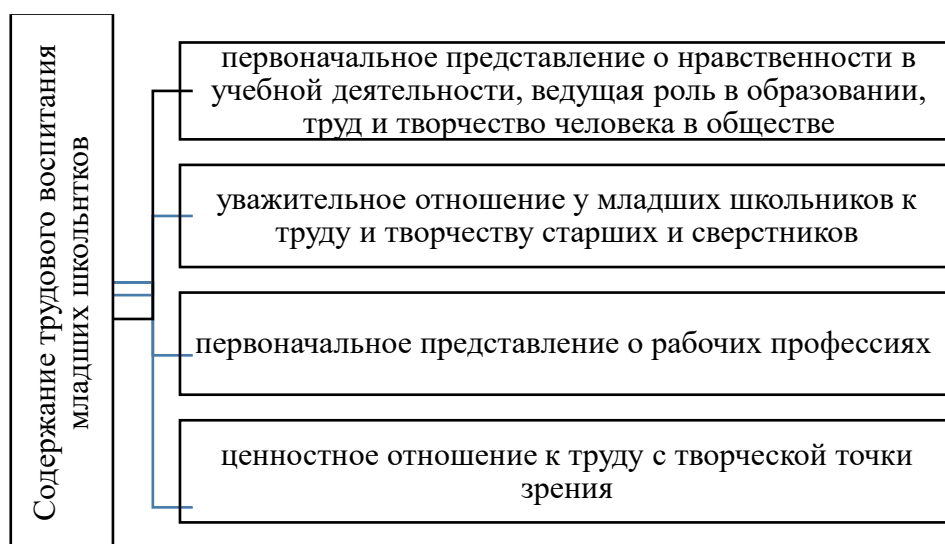 Содержание трудового воспитания
младших школьнтков
первоначальное представление о нравственности в
учебной деятельности, ведущая роль в образовании,
труд и творчество человека в обществе
уважительное отношение у младших школьников к
труду и творчеству старших и сверстников
первоначальное представление о рабочих профессиях
ценностное отношение к труду с творческой точки
зрения